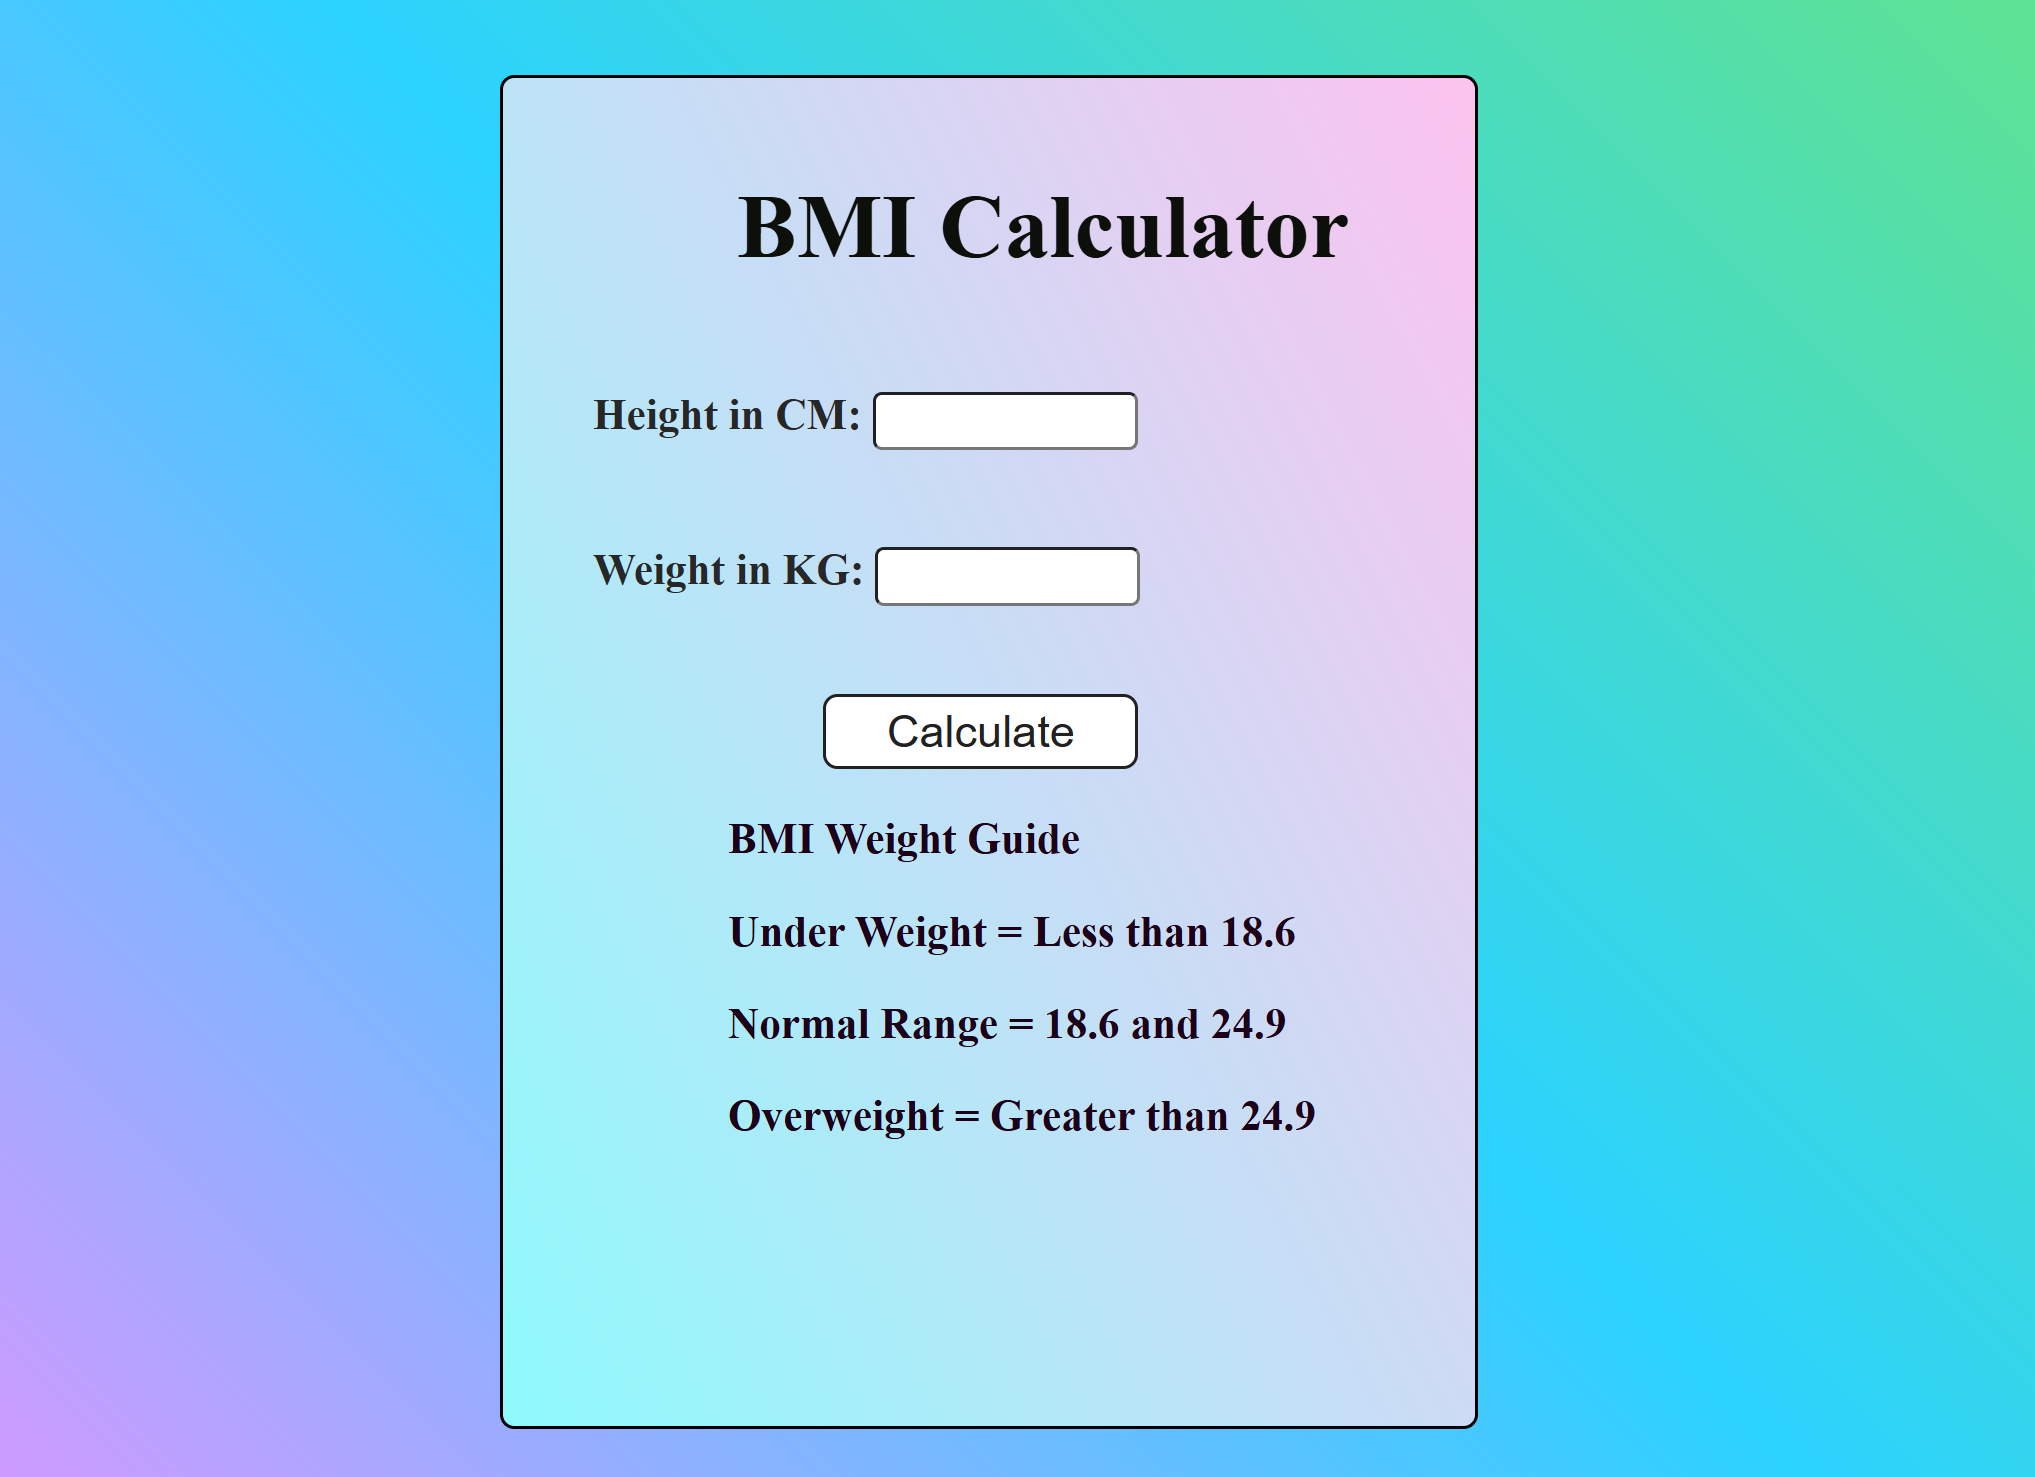 BMI Calculator
Height in CM:
Weight in KG:
Calculate
BMI Weight Guide
Under Weight = Less than 18.6
Normal Range = 18.6 and 24.9
Overweight = Greater than 24.9